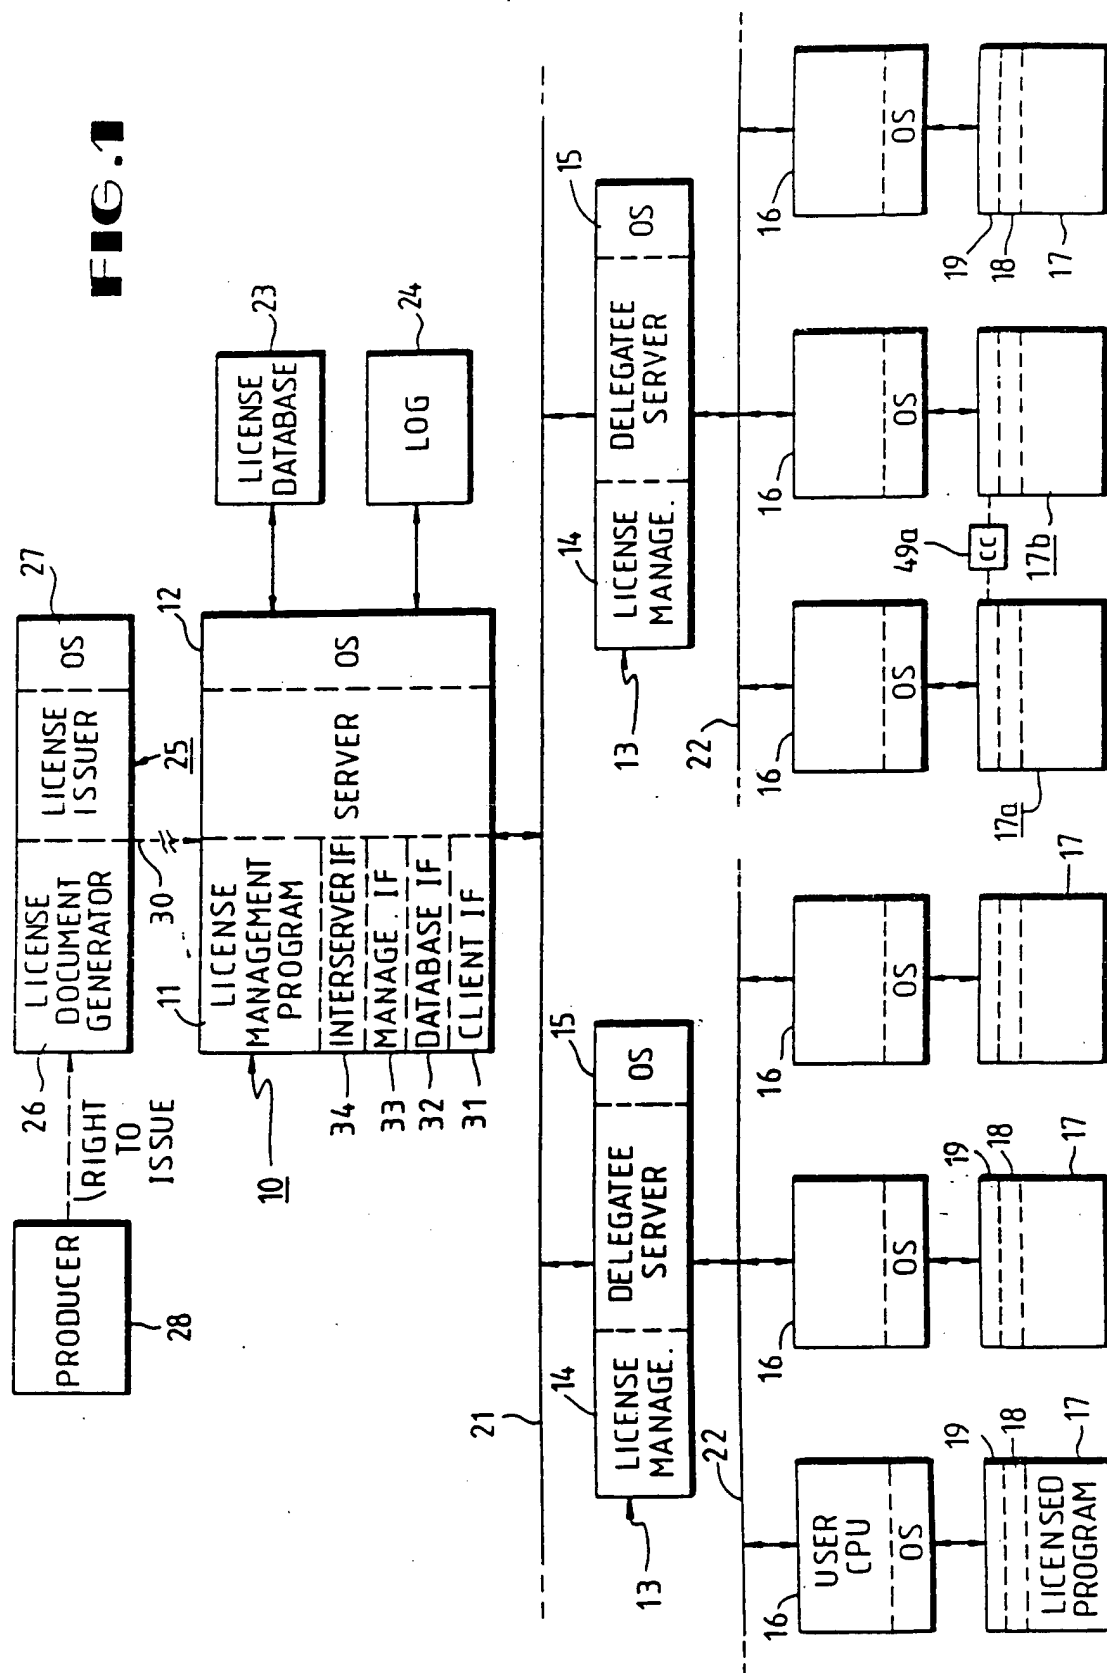 FIG.1
PRODUCER
28
(RIGHT
TO
ISSUE
26
LICENSE
DOCUMENT
GENERATOR
LICENSE
ISSUER
OS
27
25
30
10
11
LICENSE
MANAGEMENT
PROGRAM
INTERSERVER IF
MANAGE. IF
DATABASE IF
CLIENT IF
34
33
32
31
SERVER
OS
12
LICENSE
DATABASE
23
LOG
24
21
13
14
LICENSE
MANAGE.
DELEGATEE
SERVER
OS
15
13
14
LICENSE
MANAGE.
DELEGATEE
SERVER
OS
15
22
22
16
USER
CPU
OS
16
OS
16
OS
16
OS
16
OS
16
OS
19
18
17
LICENSED
PROGRAM
19
18
17
17
17a
49a
CC
17b
19
18
17